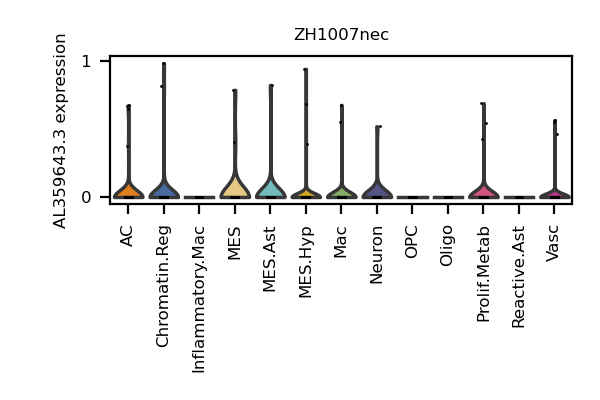 ZH1007nec
AL359643.3 expression
1
0
AC
Chromatin.Reg
Inflammatory.Mac
MES
MES.Ast
MES.Hyp
Mac
Neuron
OPC
Oligo
Prolif.Metab
Reactive.Ast
Vasc